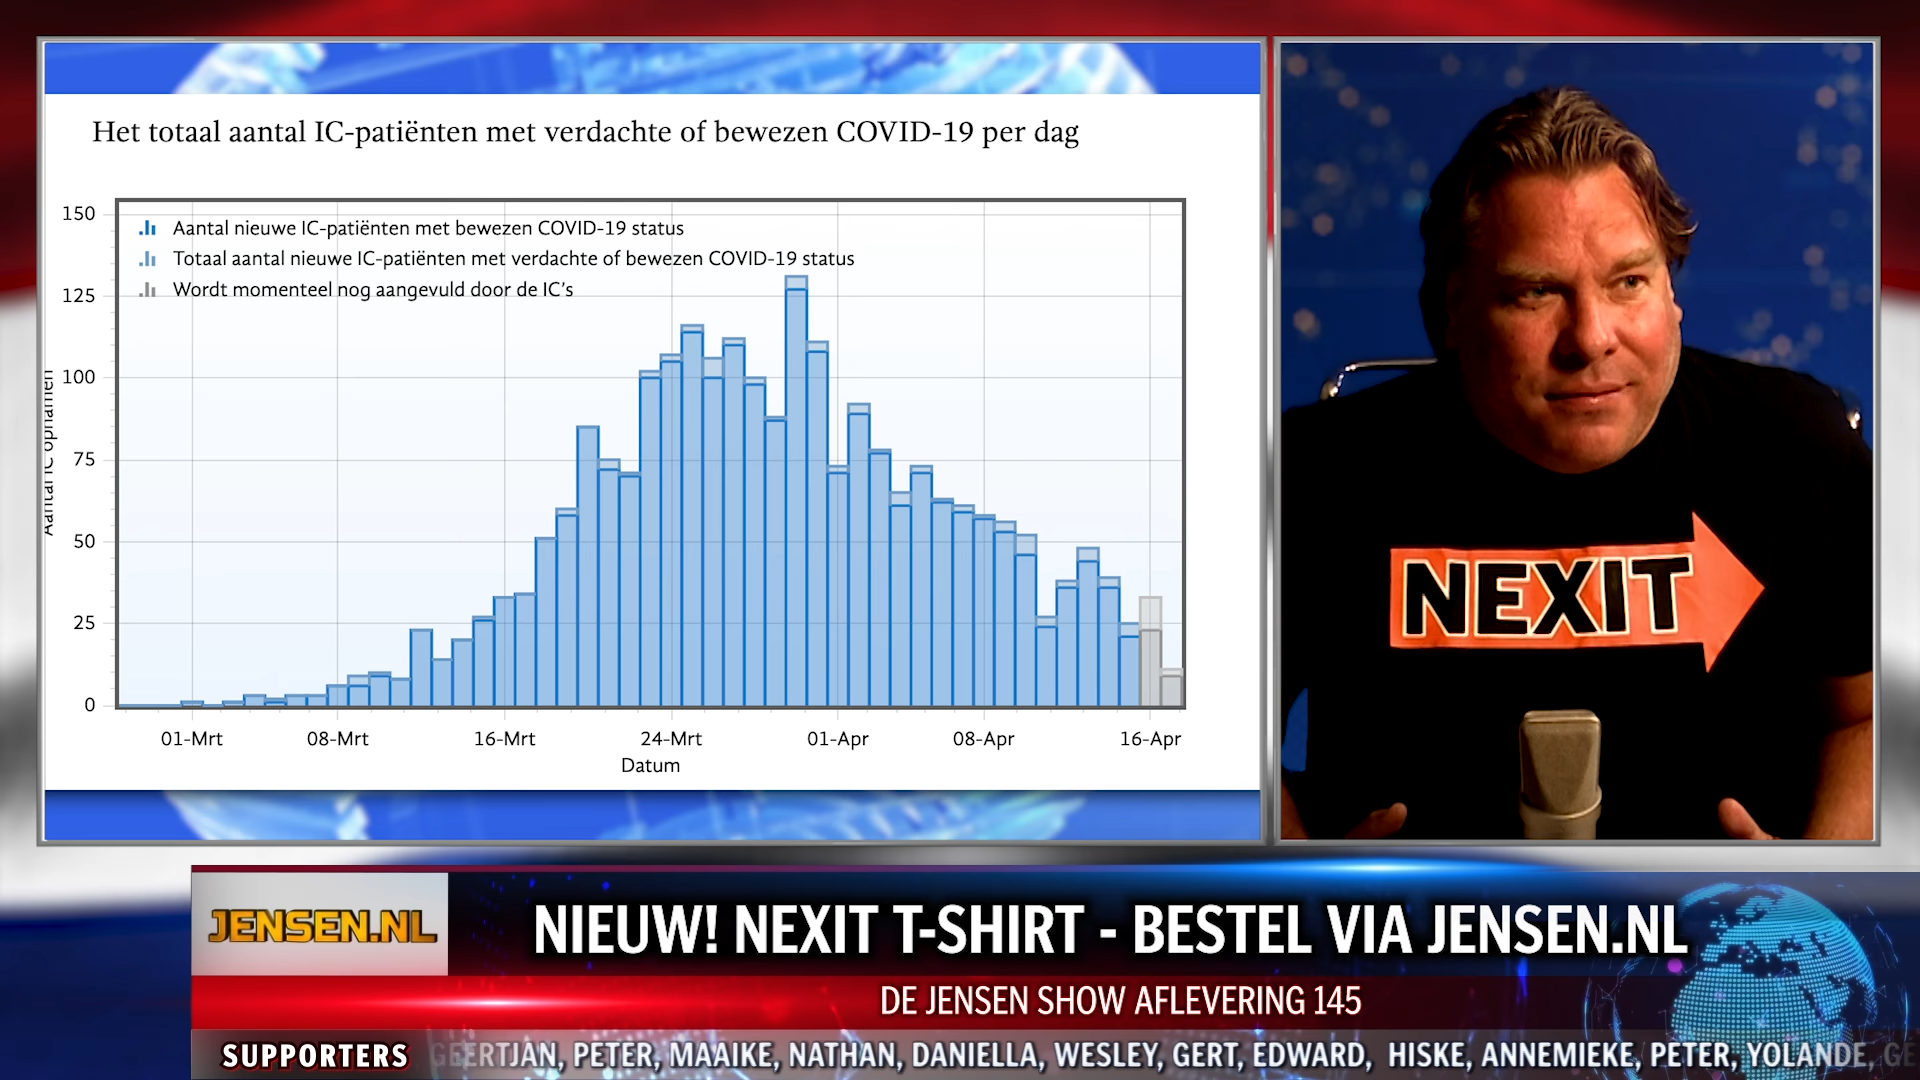 Het totaal aantal IC-patiënten met verdachte of bewezen COVID-19 per dag
Aantal nieuwe IC-patiënten met bewezen COVID-19 status
Totaal aantal nieuwe IC-patiënten met verdachte of bewezen COVID-19 status
Wordt momenteel nog aangevuld door de IC's
Aantal IC opnamen
150
125
100
75
50
25
0
01-Mrt 08-Mrt 16-Mrt 24-Mrt 01-Apr 08-Apr 16-Apr
Datum
NEXIT
JENSEN.NL
NIEUW! NEXIT T-SHIRT - BESTEL VIA JENSEN.NL
DE JENSEN SHOW AFLEVERING 145
SUPPORTERS GEERTJAN, PETER, MAAIKE, NATHAN, DANIELLA, WESLEY, GERT, EDWARD, HISKE, ANNEMIEKE, PETER, YOLANDE,